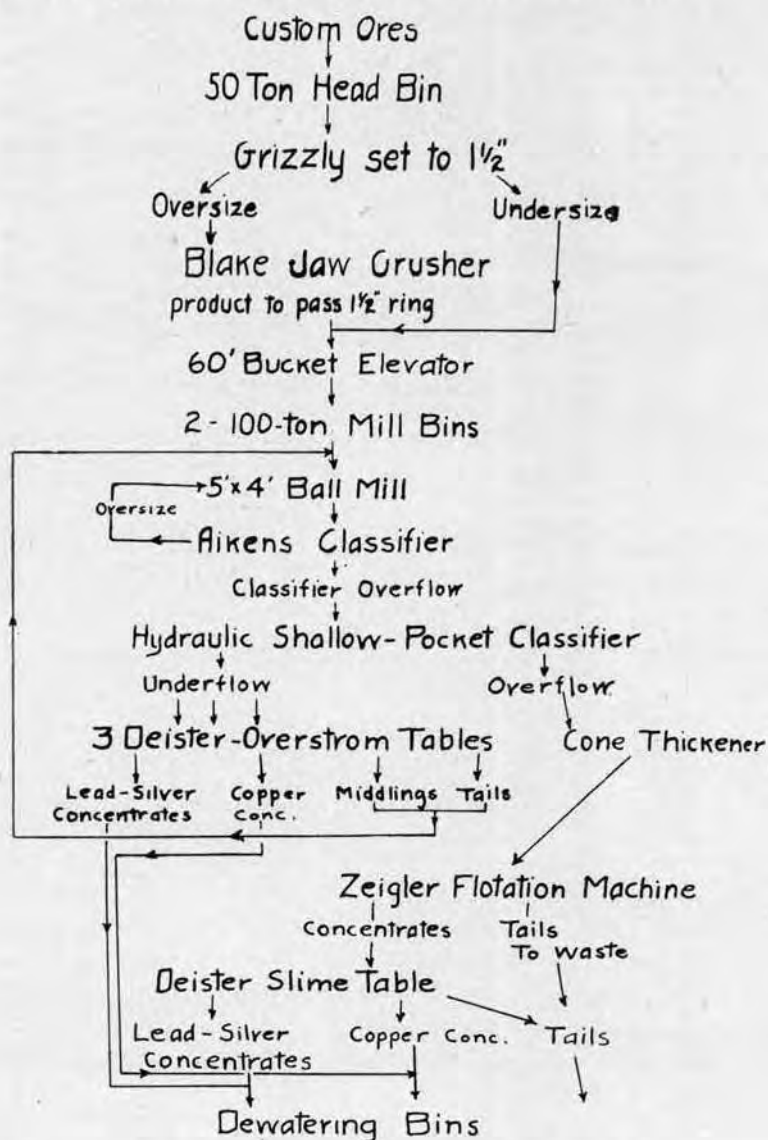 Custom Ores
50 Ton Head Bin
Grizzly set to 1½"
Oversize Undersize
Blake Jaw Crusher
product to pass 1½" ring
60' Bucket Elevator
2 - 100-ton Mill Bins
5'x 4' Ball Mill
Oversize
Aikens Classifier
Classifier Overflow
Hydraulic Shallow-Pocket Classifier
Underflow Overflow
3 Deister-Overstrom Tables Cone Thickener
Lead-Silver Copper Middlings Tails
Concentrates Conc.
Zeigler Flotation Machine
Concentrates Tails
To waste
Deister Slime Table
Lead-Silver Copper Conc. Tails
Concentrates
Dewatering Bins